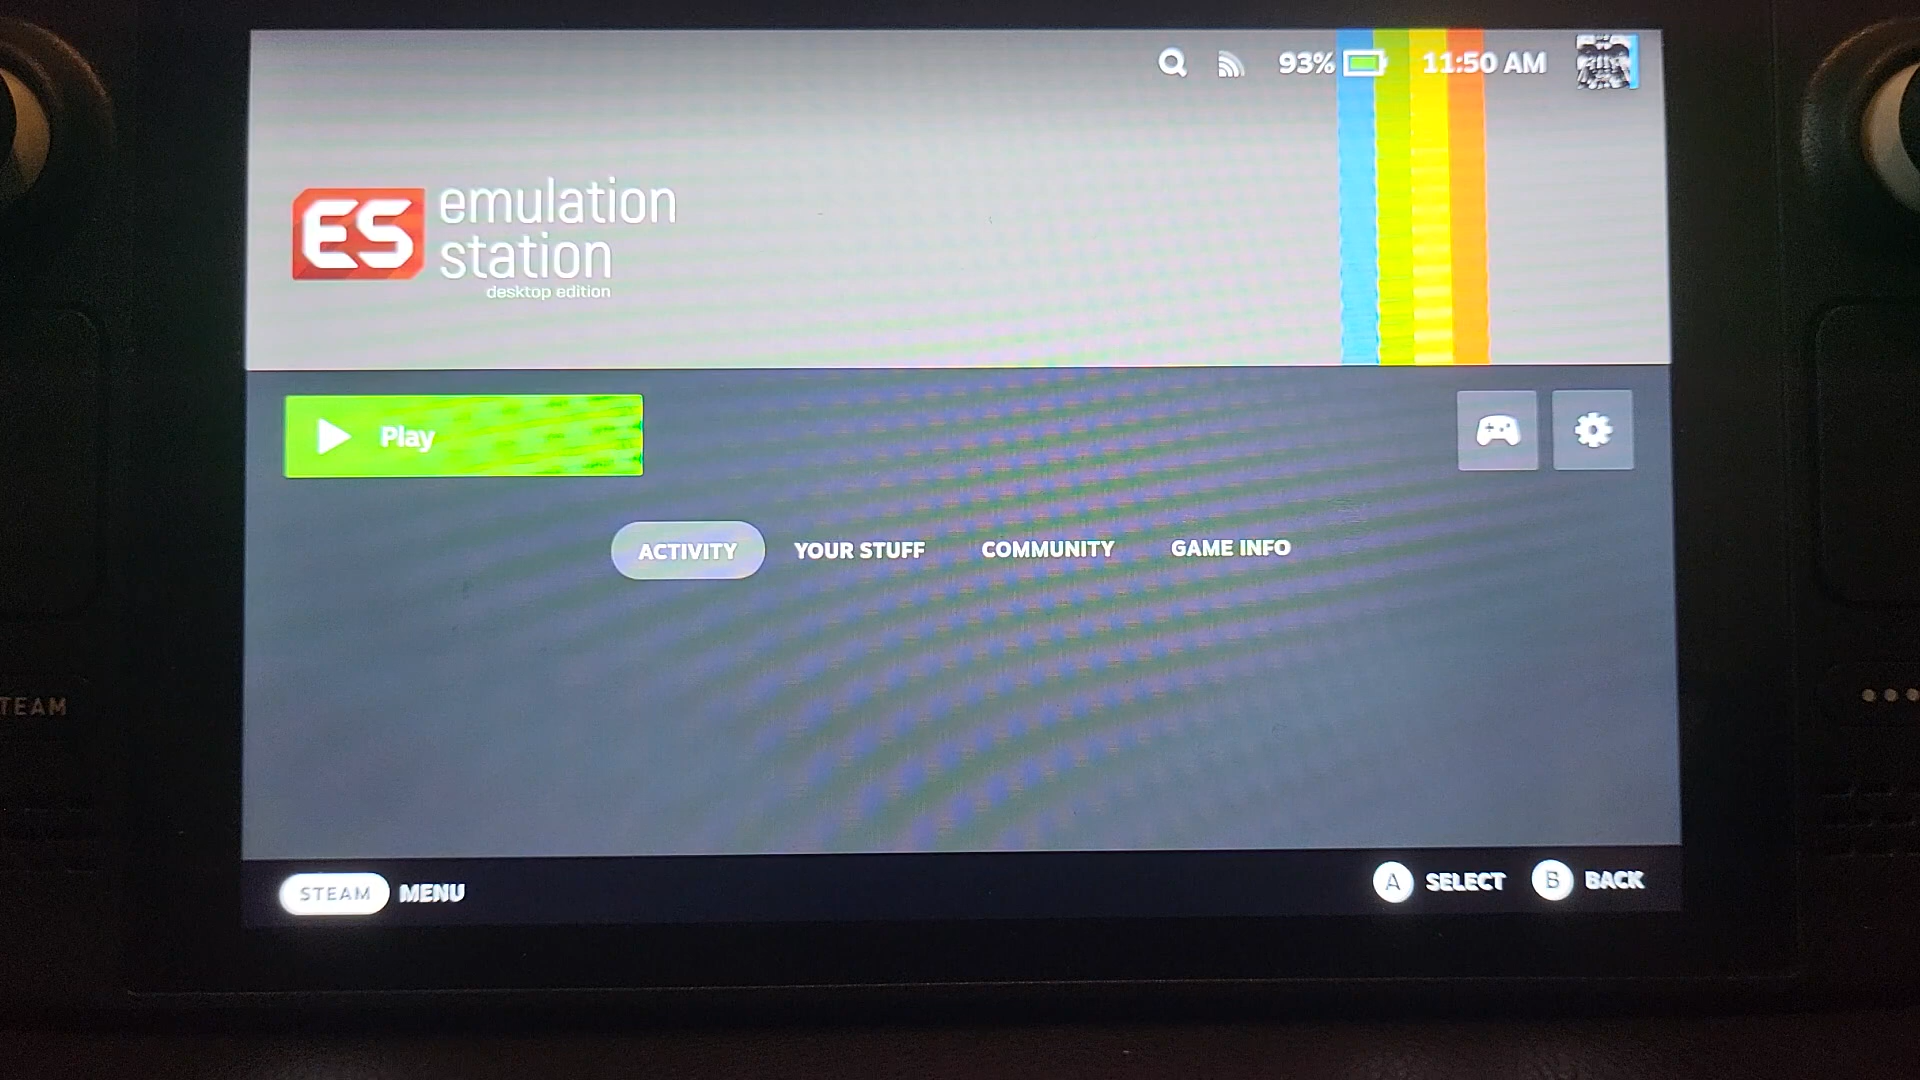 93% 11:50 AM
ES emulation
station
desktop edition
Play
ACTIVITY YOUR STUFF COMMUNITY GAME INFO
TEAM
STEAM MENU A SELECT B BACK